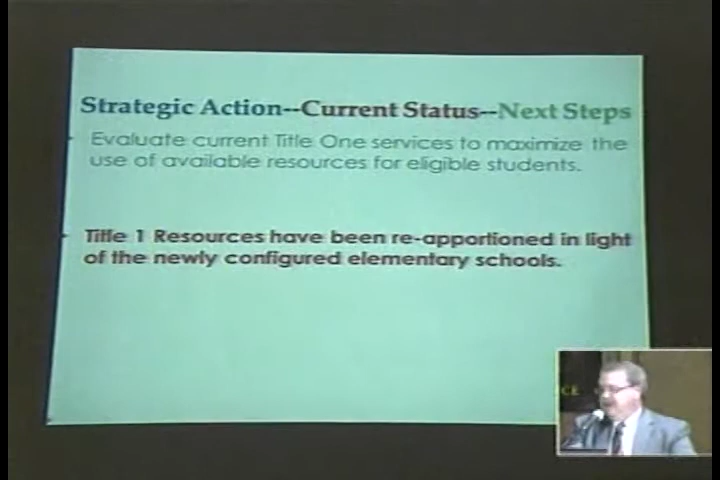 Strategic Action--Current Status--Next Steps
Evaluate current Title One services to maximize the
use of available resources for eligible students.
Title 1 Resources have been re-apportioned in light
of the newly configured elementary schools.
CE